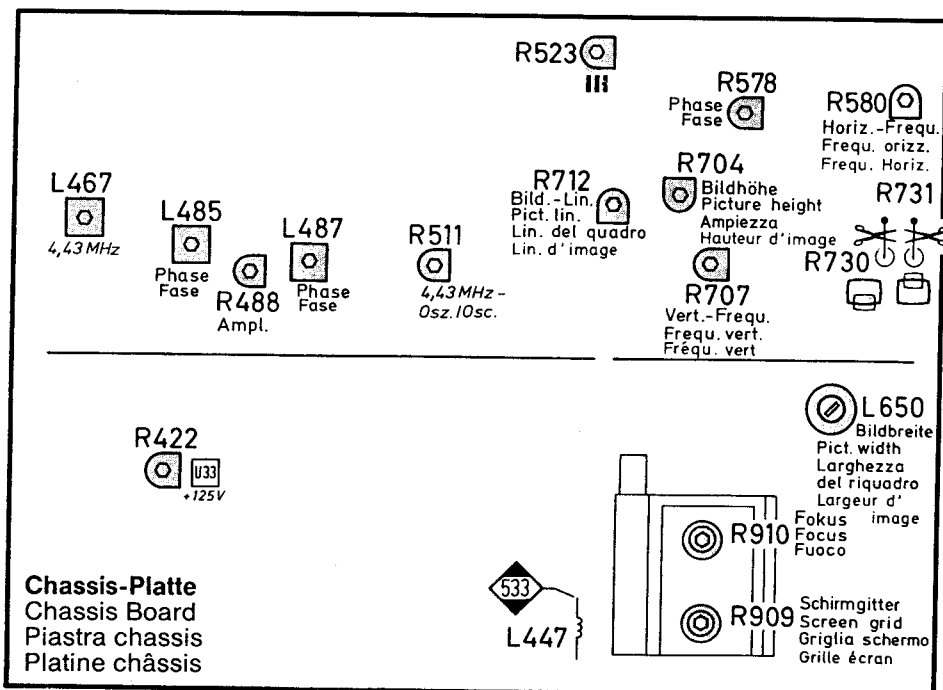 R523
R578
Phase
Fase
R580
Horiz.-Frequ.
Frequ. orizz.
Frequ. Horiz.
L467
4,43 MHz
L485
Phase
Fase
R488
Ampl.
L487
Phase
Fase
R511
4,43 MHz -
Osz./Osc.
R712
Bild.-Lin.
Pict. lin.
Lin. del quadro
Lin. d'image
R704
Bildhöhe
Picture height
Ampiezza
Hauteur d'image
R731
R730
R707
Vert.-Frequ.
Frequ. vert.
Fréqu. vert
R422
U33
+125V
L650
Bildbreite
Pict. width
Larghezza
del riquadro
Largeur d'
image
R910
Fokus
Focus
Fuoco
R909
Schirmgitter
Screen grid
Griglia schermo
Grille écran
533
L447
Chassis-Platte
Chassis Board
Piastra chassis
Platine châssis